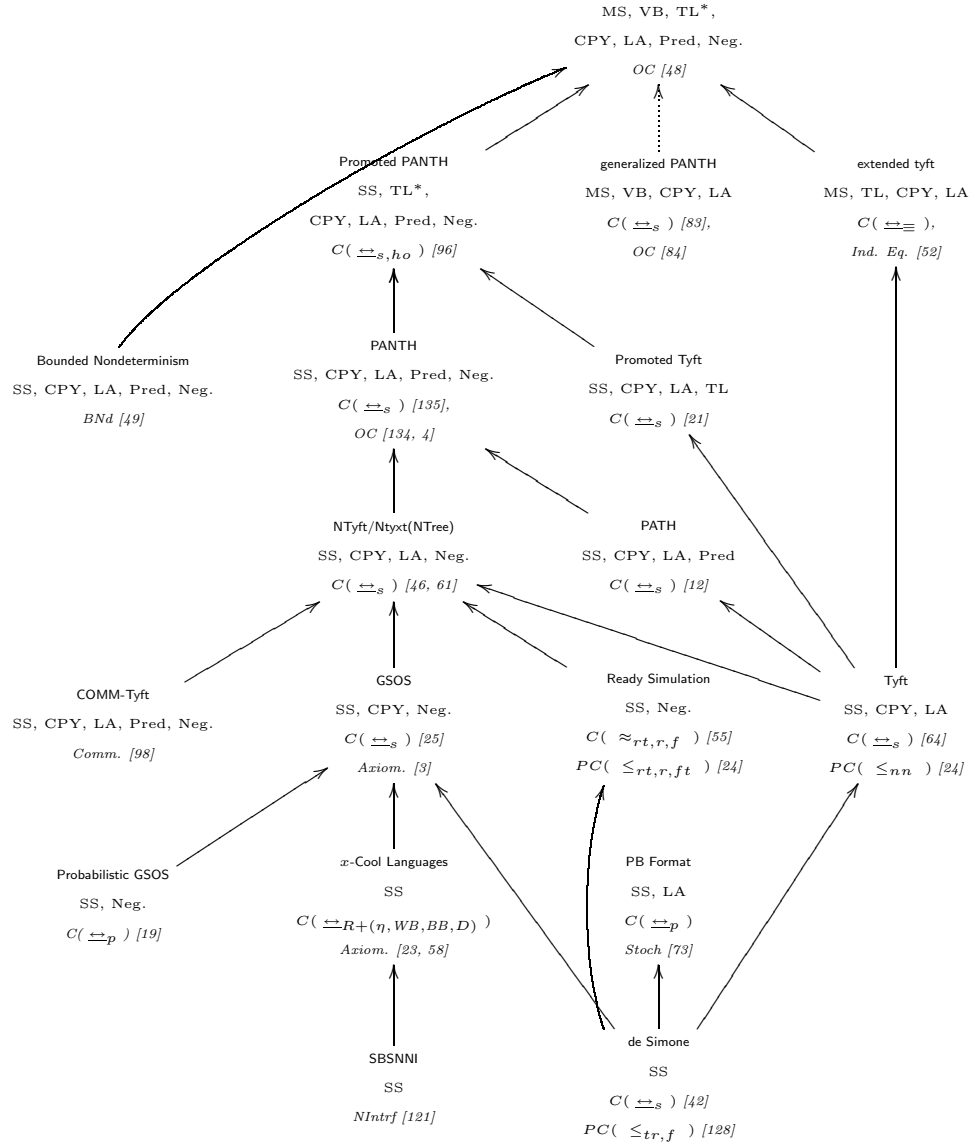 MS, VB, TL*,
CPY, LA, Pred, Neg.
OC [48]
Promoted PANTH
SS, TL*,
CPY, LA, Pred, Neg.
C( ↔s,ho ) [96]
generalized PANTH
MS, VB, CPY, LA
C( ↔s ) [83],
OC [84]
extended tyft
MS, TL, CPY, LA
C( ↔≡ ),
Ind. Eq. [52]
Bounded Nondeterminism
SS, CPY, LA, Pred, Neg.
BNd [49]
PANTH
SS, CPY, LA, Pred, Neg.
C( ↔s ) [135],
OC [134, 4]
Promoted Tyft
SS, CPY, LA, TL
C( ↔s ) [21]
NTyft/Ntyxt(NTree)
SS, CPY, LA, Neg.
C( ↔s ) [46, 61]
PATH
SS, CPY, LA, Pred
C( ↔s ) [12]
COMM-Tyft
SS, CPY, LA, Pred, Neg.
Comm. [98]
GSOS
SS, CPY, Neg.
C( ↔s ) [25]
Axiom. [3]
Ready Simulation
SS, Neg.
C( ≈rt,r,f ) [55]
PC( ≤rt,r,ft ) [24]
Tyft
SS, CPY, LA
C( ↔s ) [64]
PC( ≤nn ) [24]
Probabilistic GSOS
SS, Neg.
C( ↔p ) [19]
x-Cool Languages
SS
C( ↔R+(η,WB,BB,D) )
Axiom. [23, 58]
PB Format
SS, LA
C( ↔p )
Stoch [73]
SBSNNI
SS
NIntrf [121]
de Simone
SS
C( ↔s ) [42]
PC( ≤tr,f ) [128]